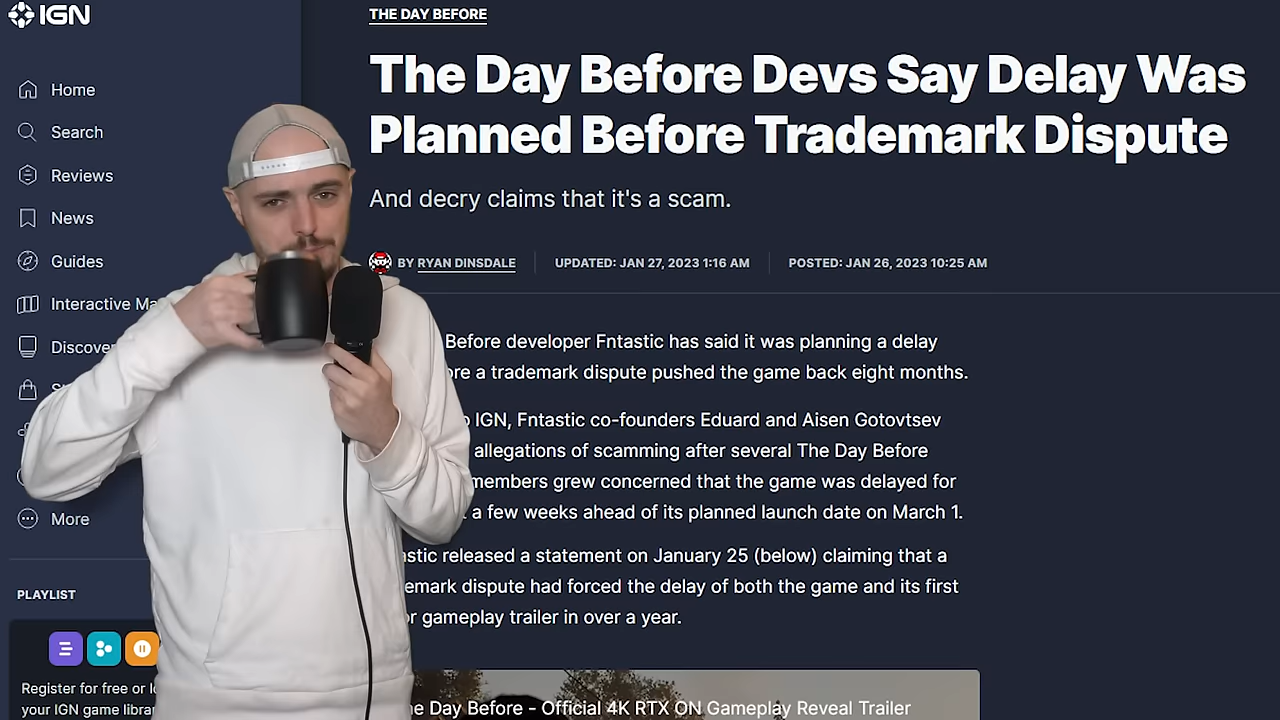 IGN
Home
Search
Reviews
News
Guides
Interactive
Discover
More
PLAYLIST
Register for free or
your IGN game
THE DAY BEFORE
The Day Before Devs Say Delay Was
Planned Before Trademark Dispute
And decry claims that it's a scam.
BY RYAN DINSDALE UPDATED: JAN 27, 2023 1:16 AM POSTED: JAN 26, 2023 10:25 AM
Before developer Fntastic has said it was planning a delay
a trademark dispute pushed the game back eight months.
IGN, Fntastic co-founders Eduard and Aisen Gotovtsev
allegations of scamming after several The Day Before
members grew concerned that the game was delayed for
a few weeks ahead of its planned launch date on March 1.
released a statement on January 25 (below) claiming that a
dispute had forced the delay of both the game and its first
gameplay trailer in over a year.
Day Before - Official 4K RTX ON Gameplay Reveal Trailer